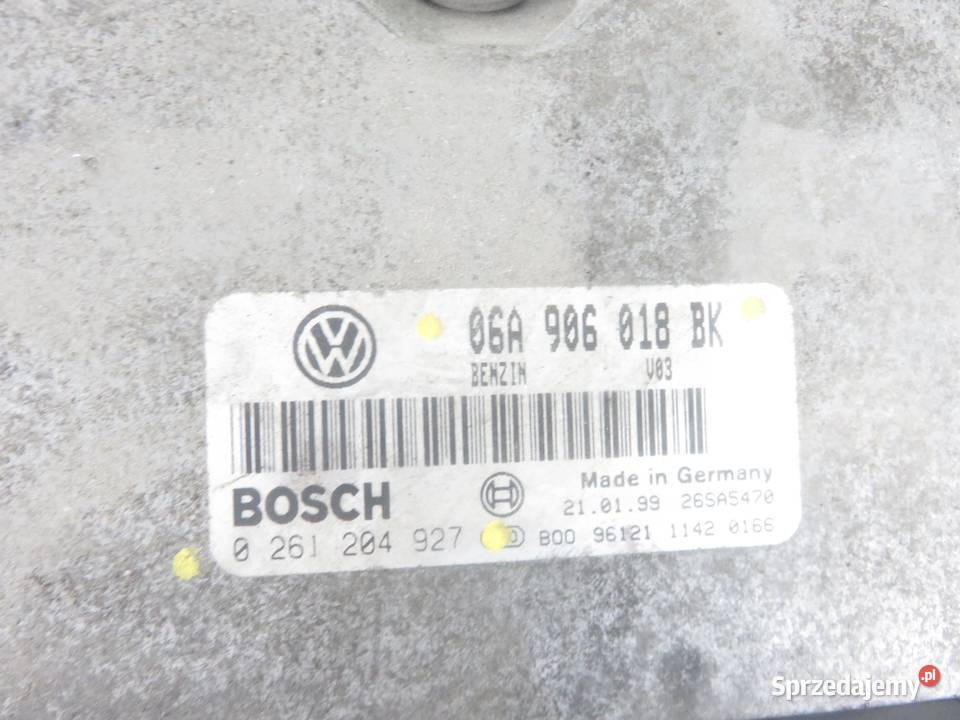 06A 906 018 BK
BENZIN V03
BOSCH
Made in Germany
21.01.99 26SA5470
0 261 204 927
B00 96121 1142 0166
Sprzedajemy.pl